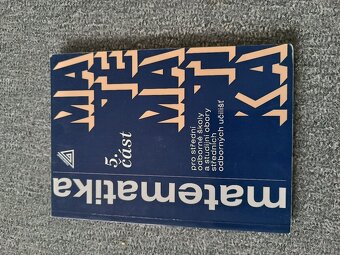 MA
TE
MA
TI
KA
5.
část
pro střední
odborné školy
a studijní obory
středních
odborných učilišť
matematika